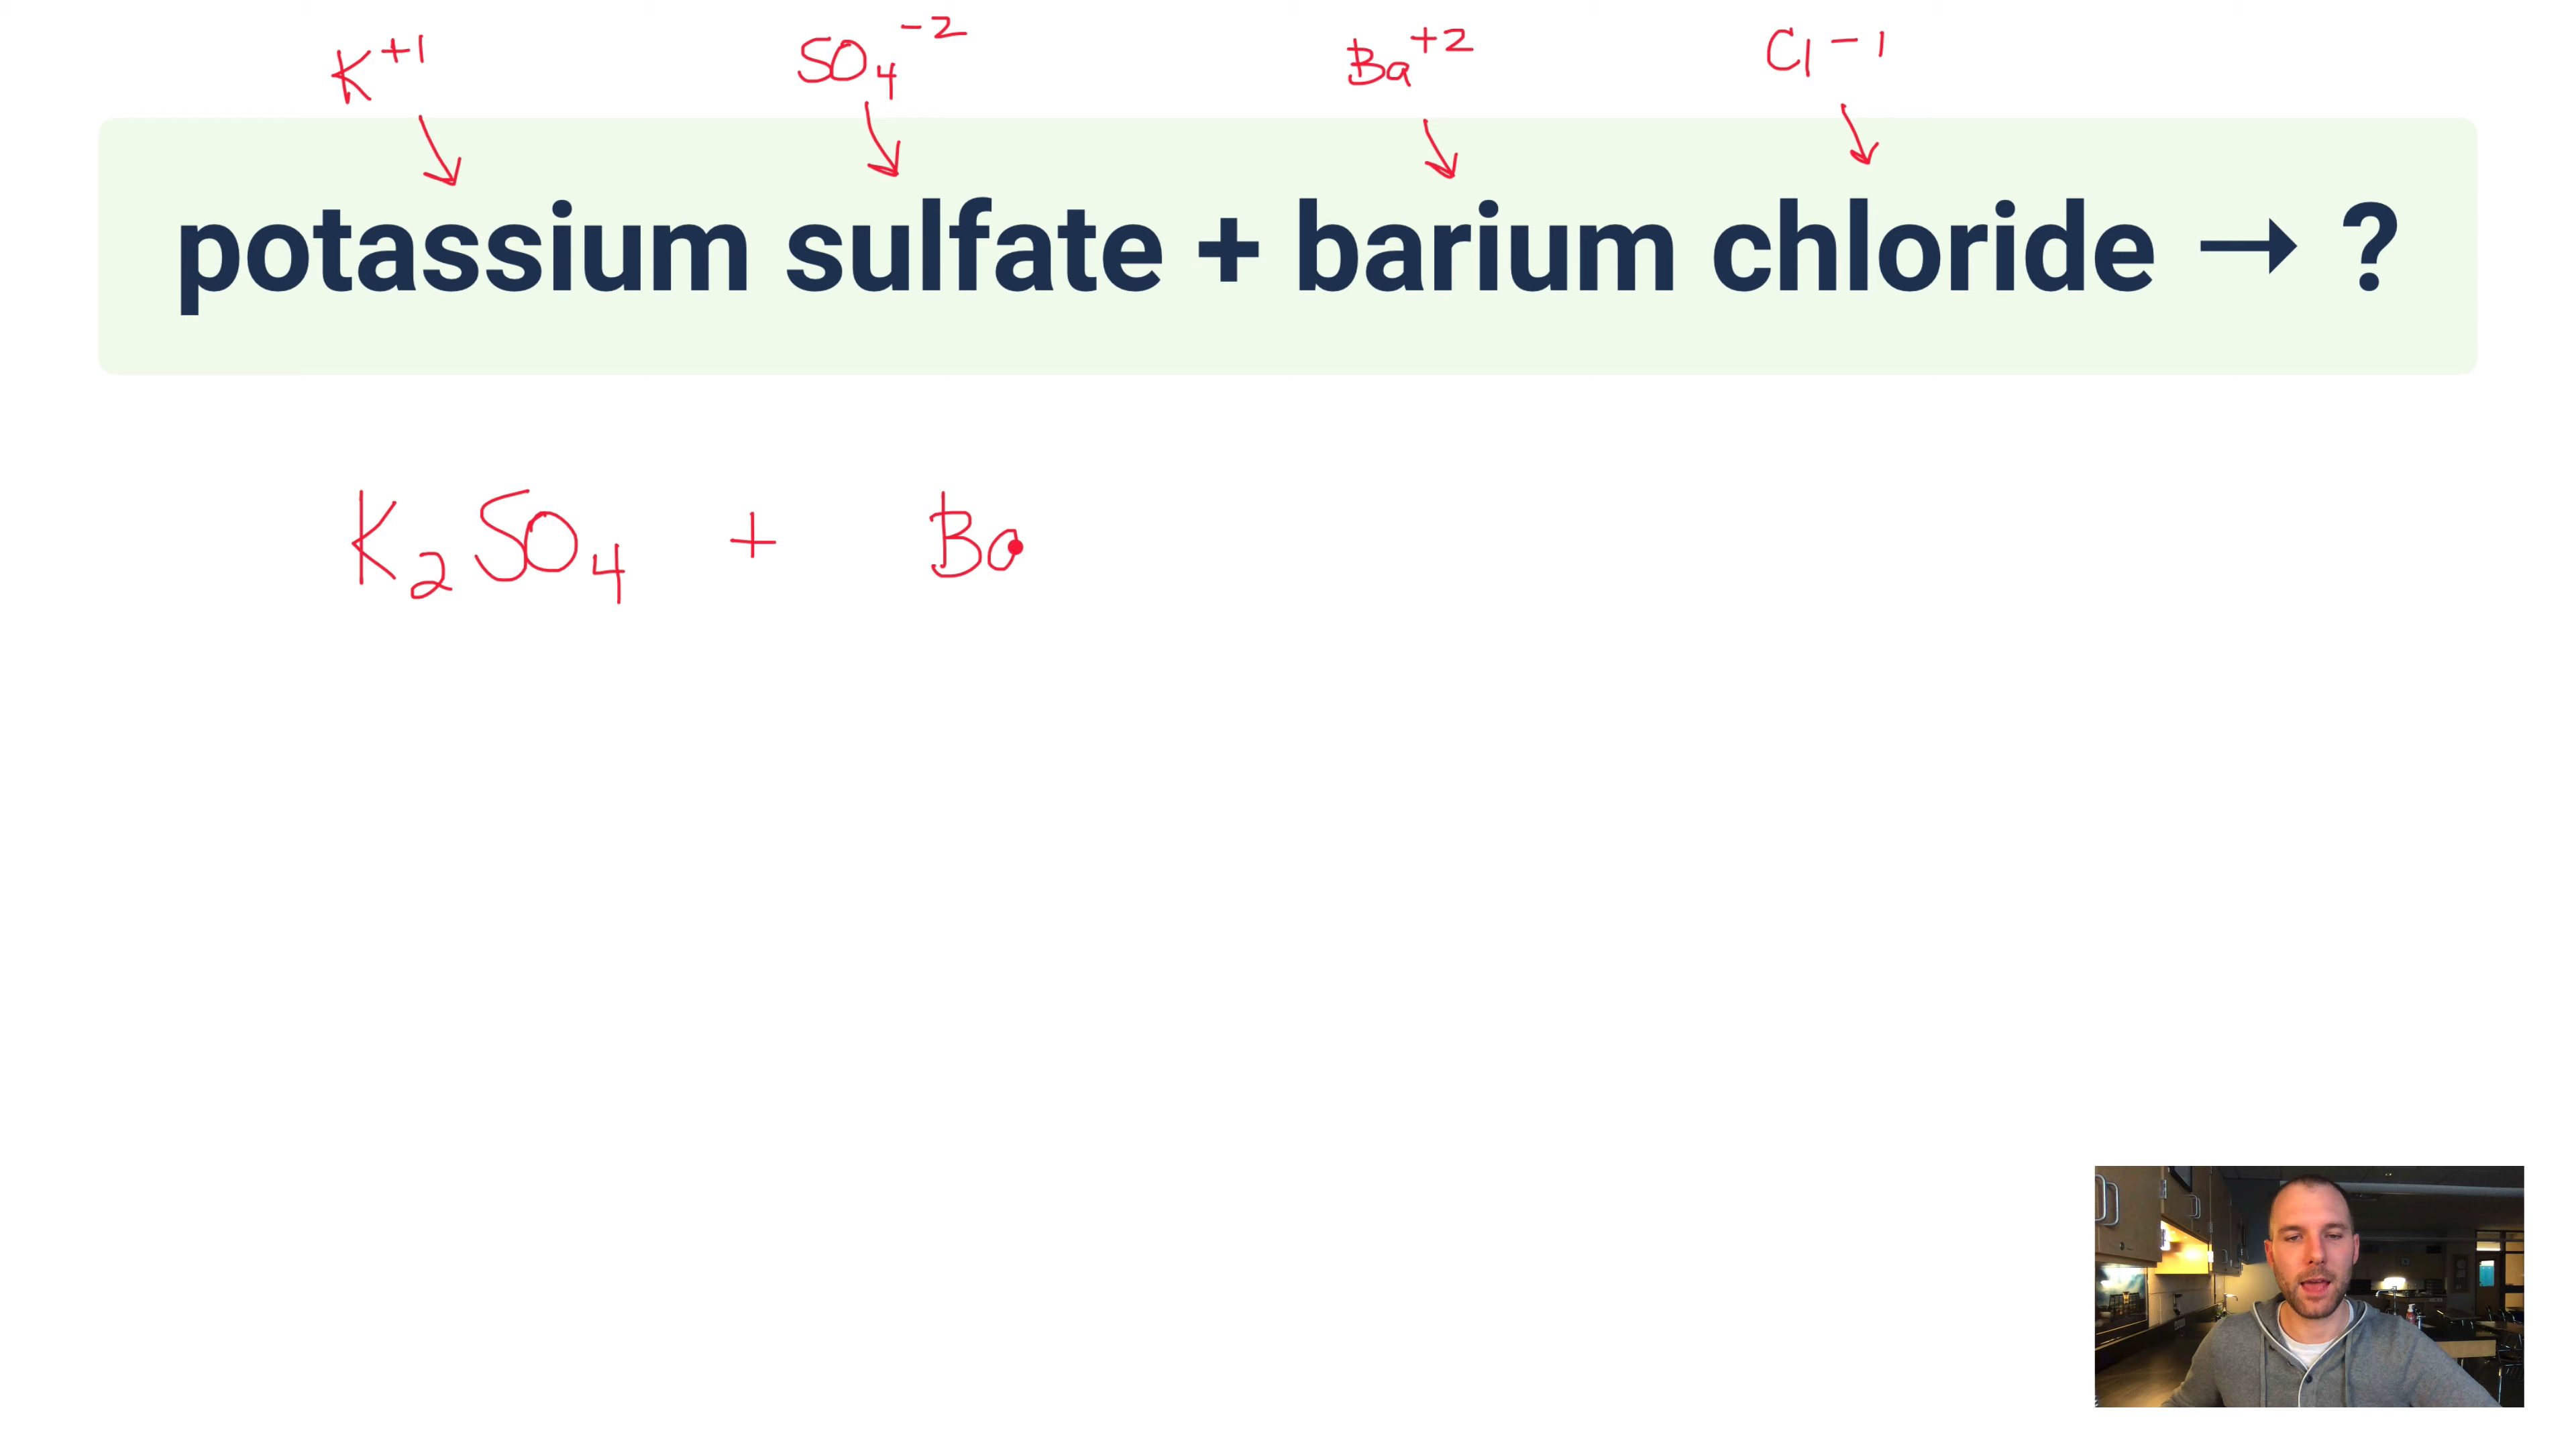 K⁺¹ SO₄⁻² Ba⁺² Cl⁻¹
potassium sulfate + barium chloride → ?
K₂SO₄ + Ba